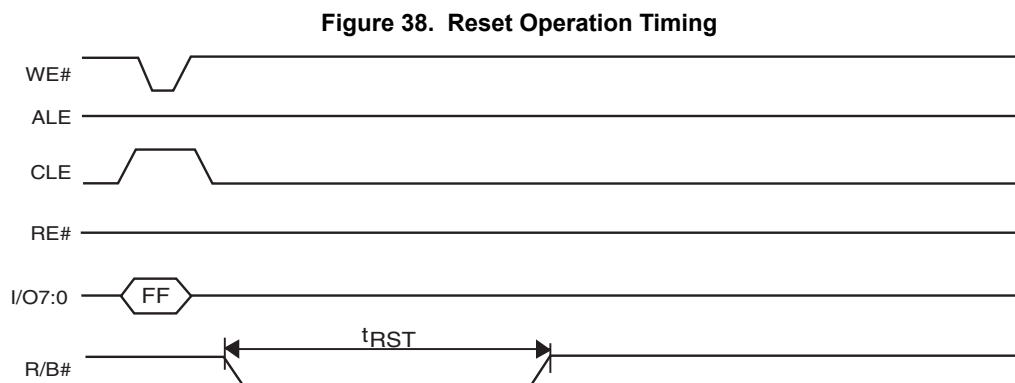 Figure 38. Reset Operation Timing
WE#
ALE
CLE
RE#
I/O7:0
FF
tRST
R/B#